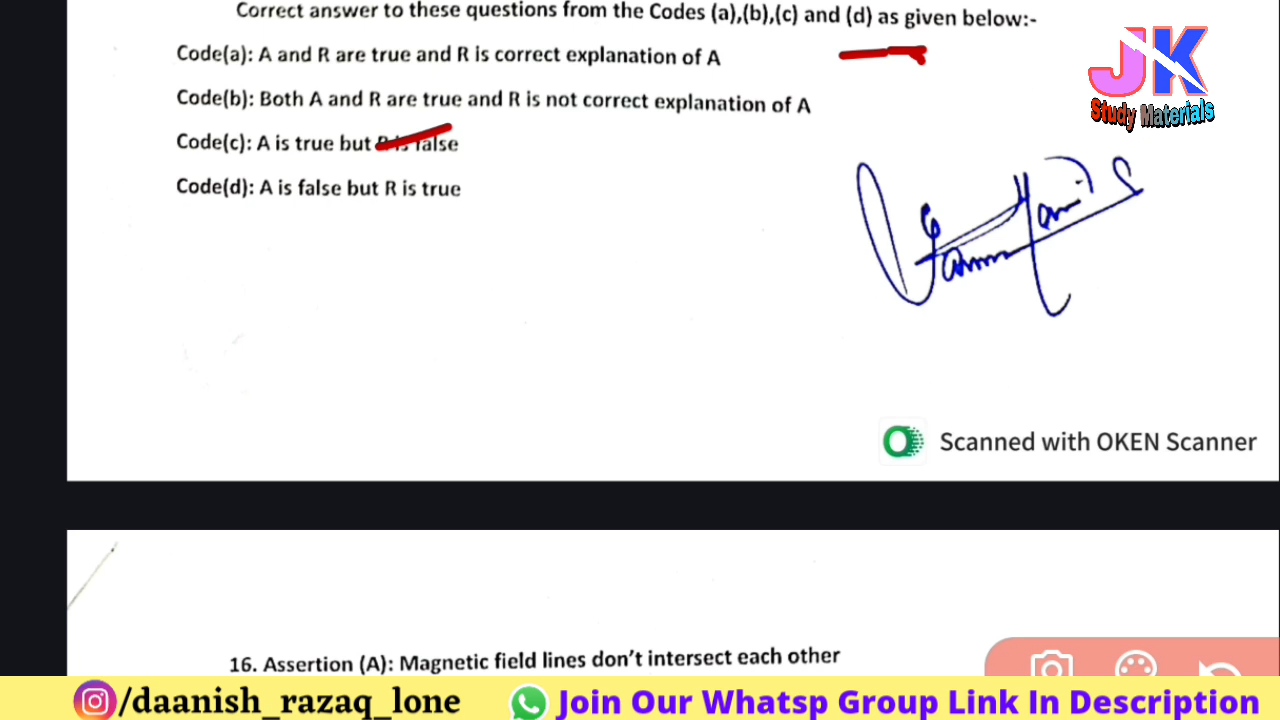 Correct answer to these questions from the Codes (a),(b),(c) and (d) as given below:-
Code(a): A and R are true and R is correct explanation of A
Code(b): Both A and R are true and R is not correct explanation of A
Code(c): A is true but R is false
Code(d): A is false but R is true
JK
Study Materials
Scanned with OKEN Scanner
16. Assertion (A): Magnetic field lines don't intersect each other
/daanish_razaq_lone
Join Our Whatsp Group Link In Description